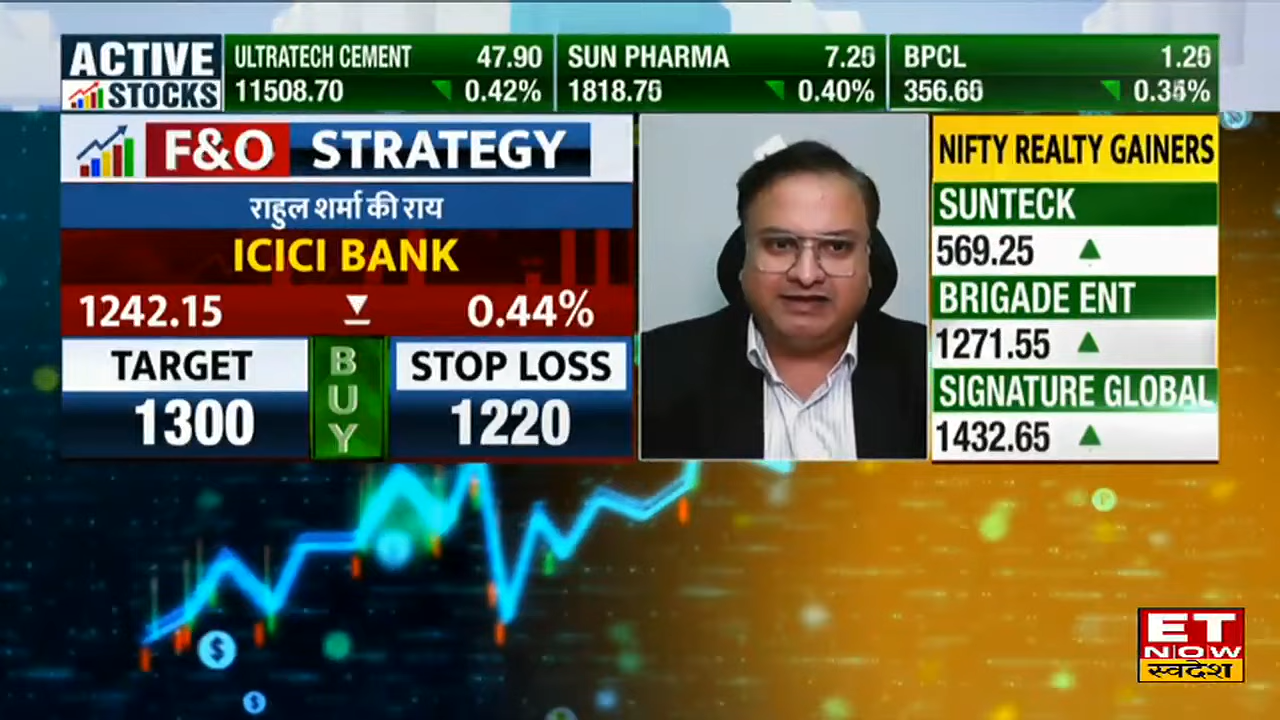 ACTIVE STOCKS
ULTRATECH CEMENT 47.90
11508.70 0.42%
SUN PHARMA
1818.75 0.40%
BPCL 1.20
356.60
F&O STRATEGY
राहुल शर्मा की राय
ICICI BANK
1242.15 0.44%
TARGET
1300
BUY
STOP LOSS
1220
NIFTY REALTY GAINERS
SUNTECK
569.25
BRIGADE ENT
1271.55
SIGNATURE GLOBAL
1432.65
ET
NOW
स्वदेश